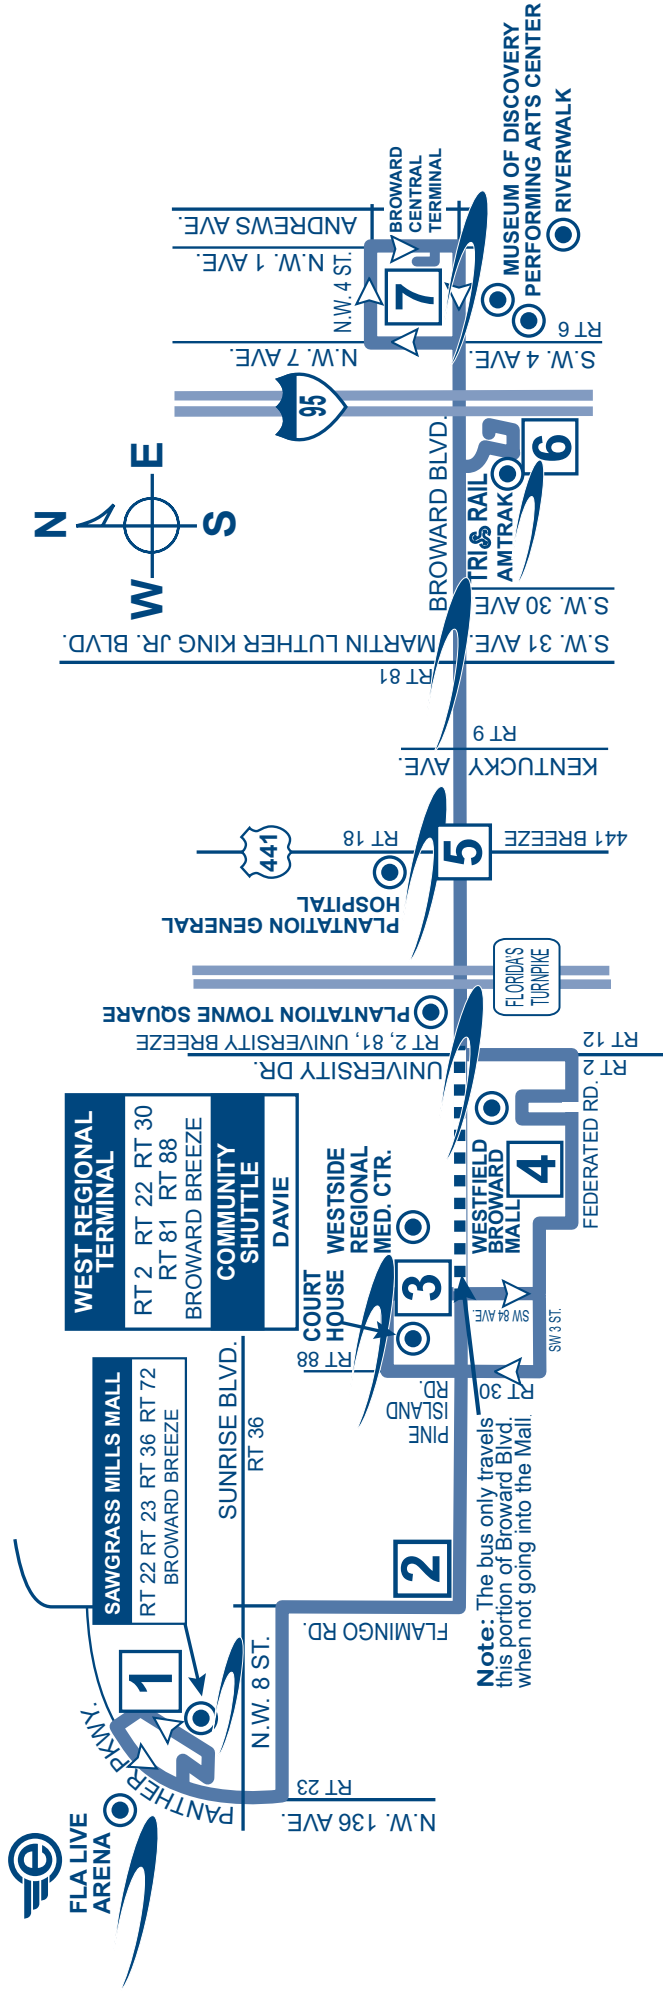 FLA LIVE
ARENA
e
PANTHER PKWY.
1
SAWGRASS MILLS MALL
RT 22 RT 23 RT 36 RT 72
BROWARD BREEZE
N.W. 136 AVE.
RT 23
N.W. 8 ST.
SUNRISE BLVD.
RT 36
FLAMINGO RD.
2
Note: The bus only travels
this portion of Broward Blvd.
when not going into the Mall.
WEST REGIONAL
TERMINAL
RT 2 RT 22 RT 30
RT 81 RT 88
BROWARD BREEZE
COMMUNITY
SHUTTLE
DAVIE
PINE
ISLAND
RD.
RT 88
RT 30
COURT
HOUSE
3
WESTSIDE
REGIONAL
MED. CTR.
SW 84 AVE.
SW 3 ST.
WESTFIELD
BROWARD
MALL
4
FEDERATED RD.
UNIVERSITY DR.
RT 2, 81, UNIVERSITY BREEZE
RT 2
RT 12
PLANTATION TOWNE SQUARE
FLORIDA'S
TURNPIKE
PLANTATION GENERAL
HOSPITAL
441
RT 18
5
441 BREEZE
KENTUCKY AVE.
RT 9
RT 81
MARTIN LUTHER KING JR. BLVD.
S.W. 31 AVE.
S.W. 30 AVE
BROWARD BLVD.
N
W
E
S
TRI RAIL
AMTRAK
6
95
N.W. 7 AVE.
S.W. 4 AVE.
RT 6
N.W. 4 ST.
7
N.W. 1 AVE.
ANDREWS AVE.
BROWARD
CENTRAL
TERMINAL
MUSEUM OF DISCOVERY
PERFORMING ARTS CENTER
RIVERWALK